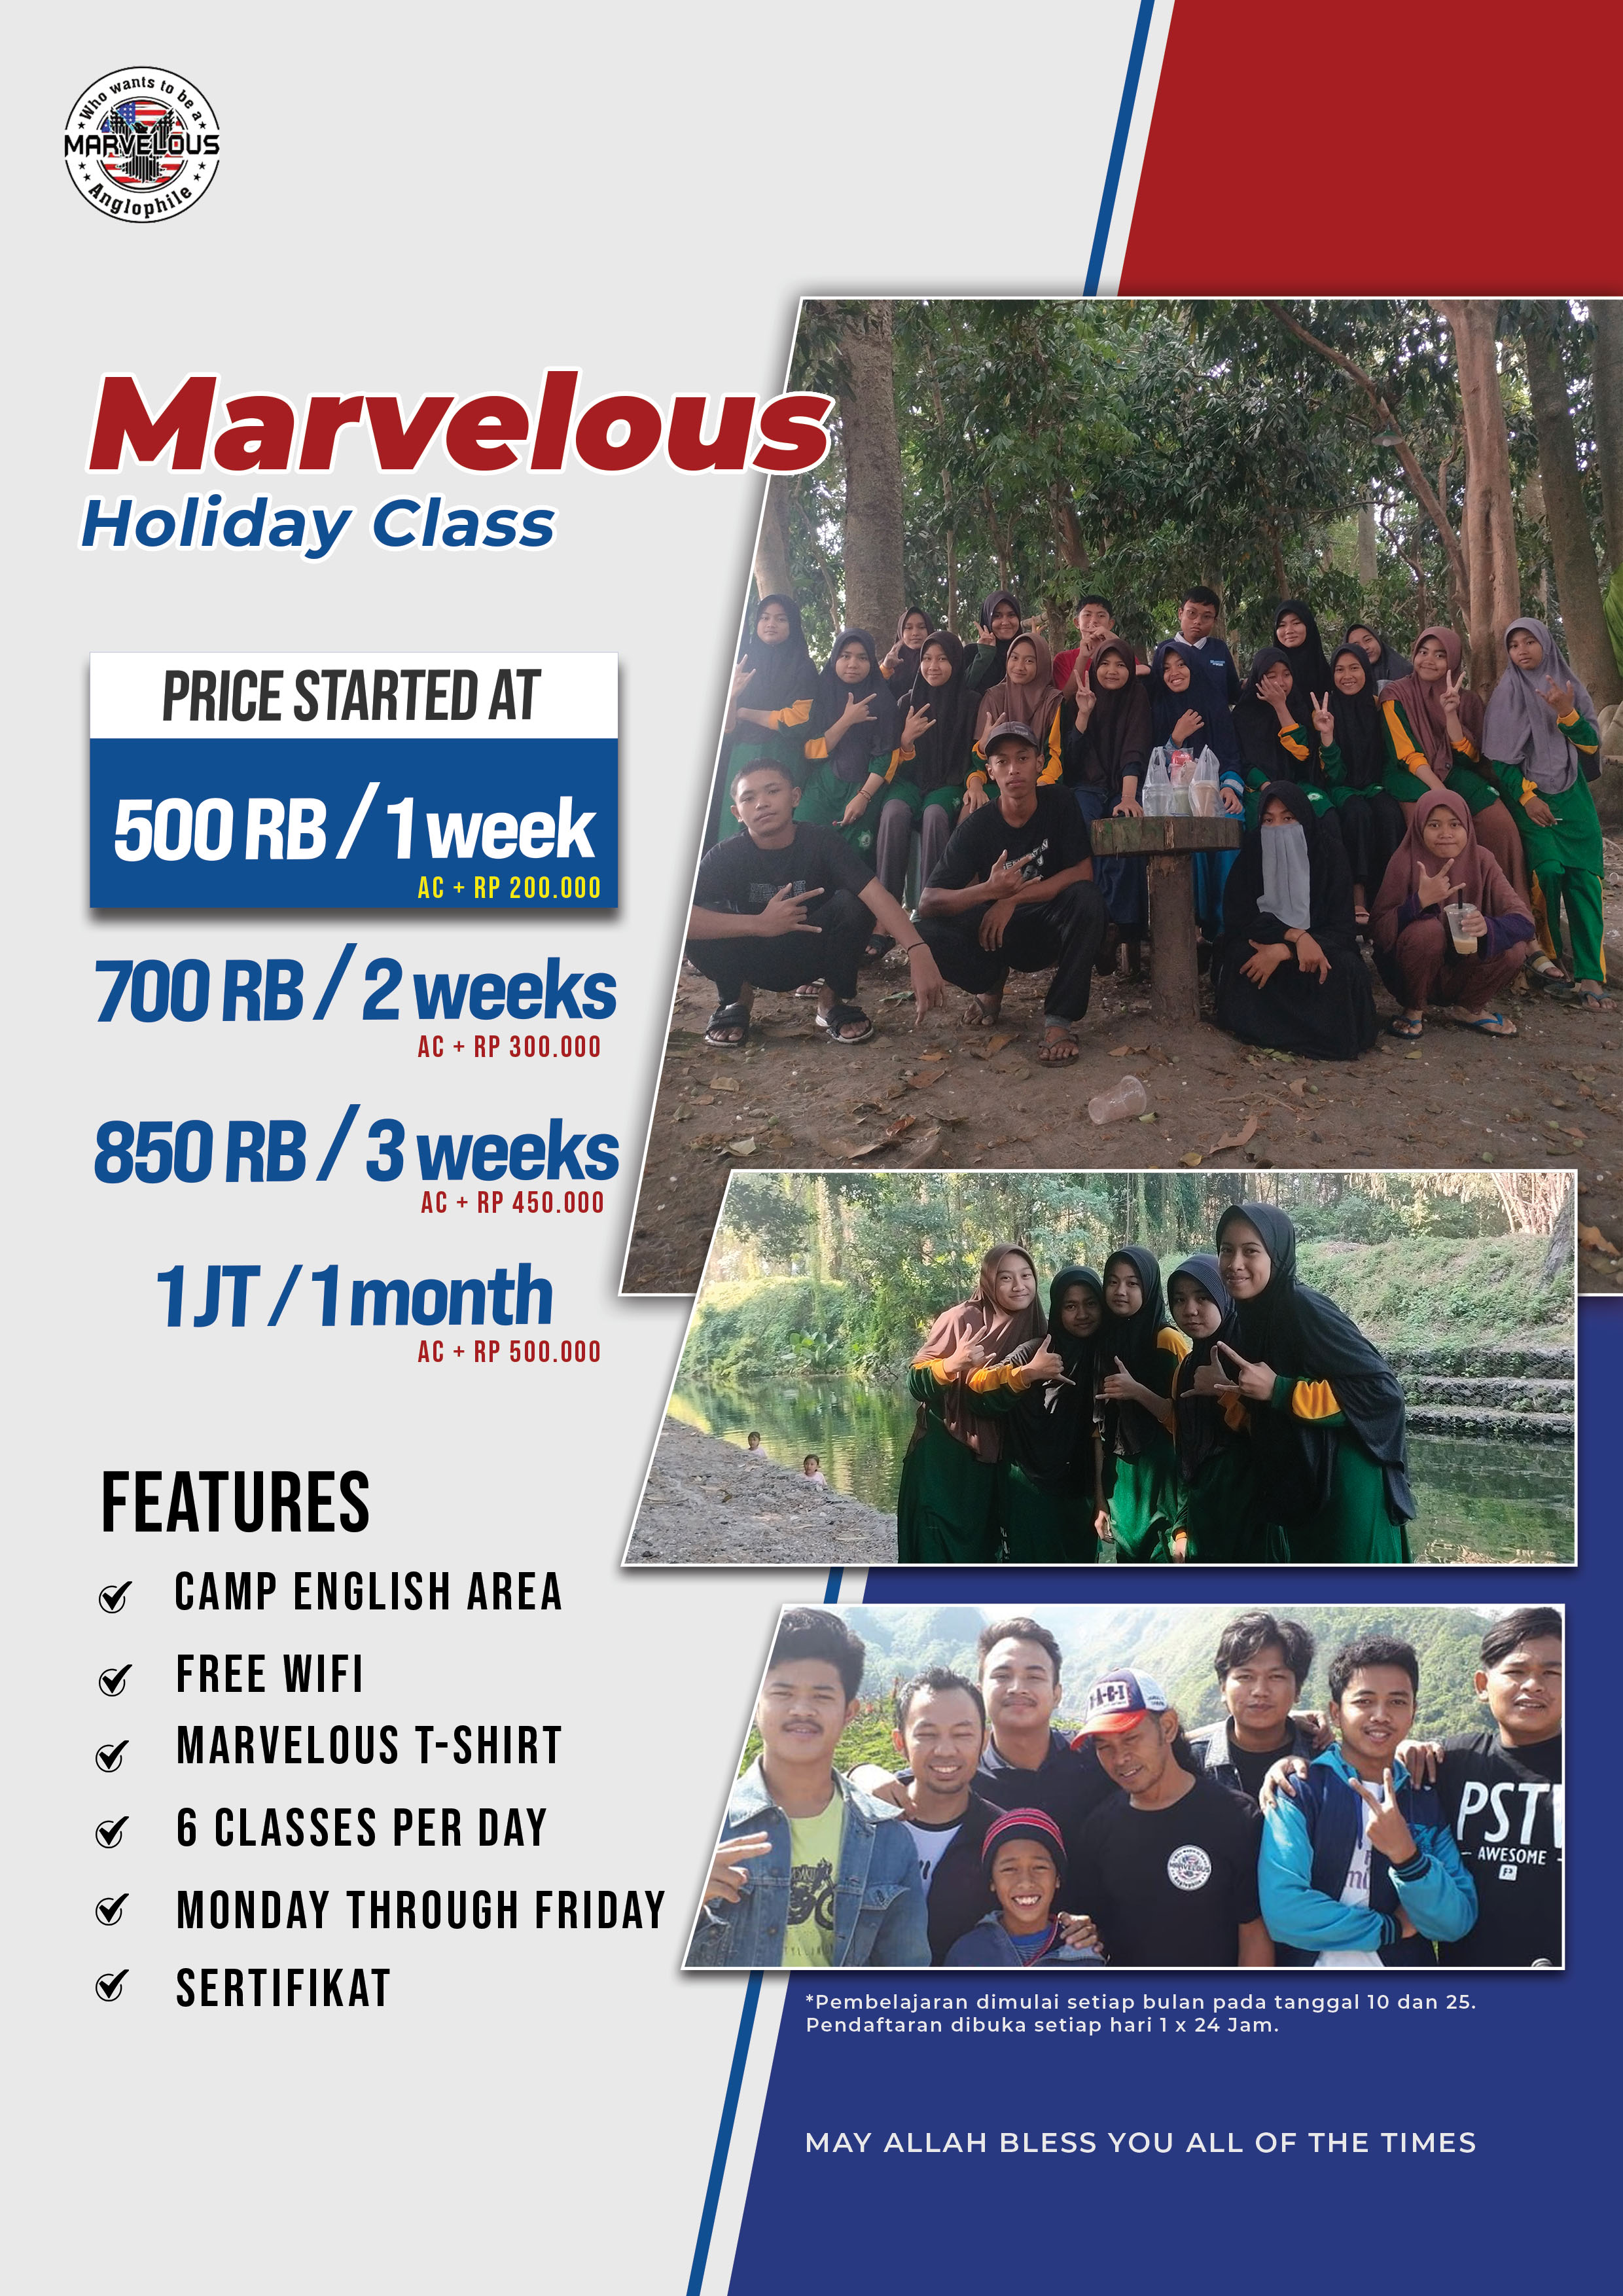 Who wants to be a
MARVELOUS
Anglophile
Marvelous
Holiday Class
PRICE STARTED AT
500 RB / 1 week
AC + RP 200.000
700 RB / 2 weeks
AC + RP 300.000
850 RB / 3 weeks
AC + RP 450.000
1 JT / 1 month
AC + RP 500.000
FEATURES
CAMP ENGLISH AREA
FREE WIFI
MARVELOUS T-SHIRT
6 CLASSES PER DAY
MONDAY THROUGH FRIDAY
SERTIFIKAT
MARVELOUS
Anglophile
PST
AWESOME
*Pembelajaran dimulai setiap bulan pada tanggal 10 dan 25.
Pendaftaran dibuka setiap hari 1 x 24 Jam.
MAY ALLAH BLESS YOU ALL OF THE TIMES